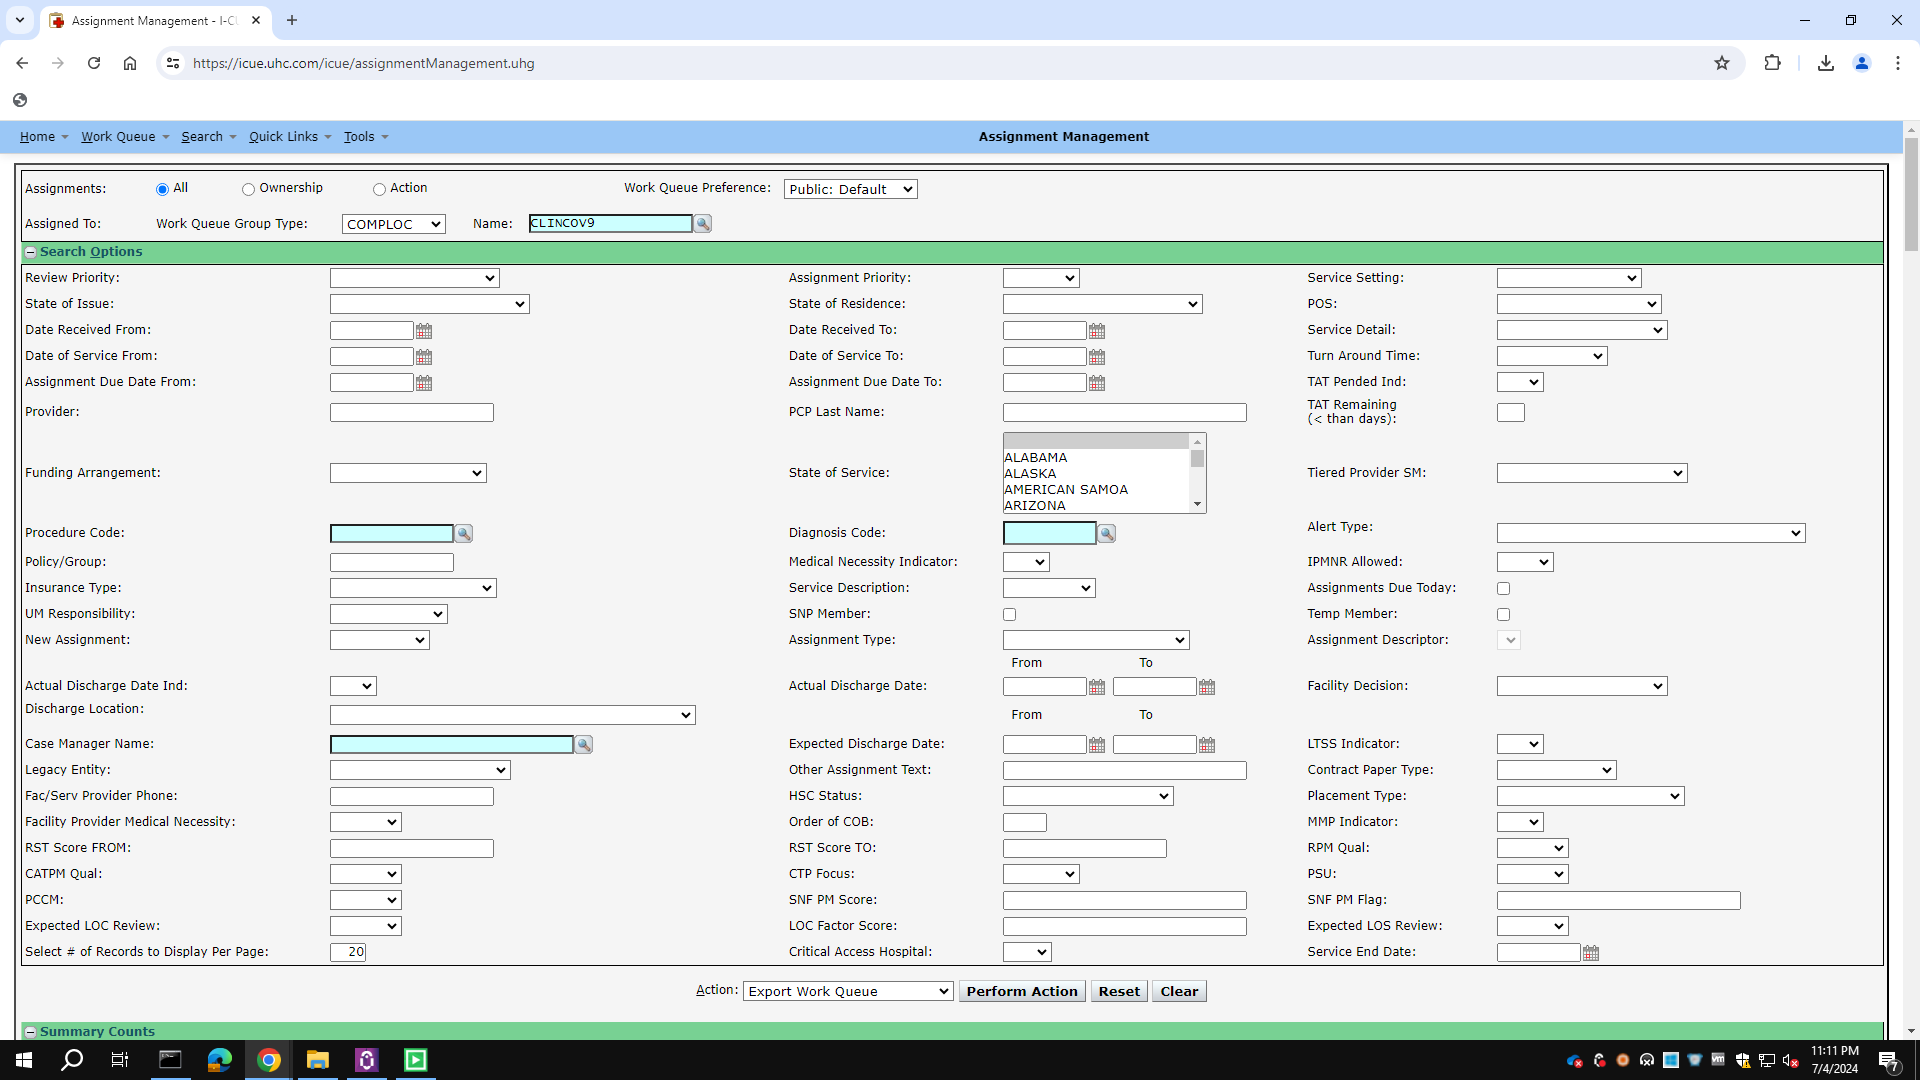 Assignment Management - I-CU
https://icue.uhc.com/icue/assignmentManagement.uhg
Home Work Queue Search Quick Links Tools Assignment Management
Assignments: All Ownership Action Work Queue Preference: Public: Default
Assigned To: Work Queue Group Type: COMPLOC Name: CLINCOV9
Search Options
Review Priority: Assignment Priority: Service Setting:
State of Issue: State of Residence: POS:
Date Received From: Date Received To: Service Detail:
Date of Service From: Date of Service To: Turn Around Time:
Assignment Due Date From: Assignment Due Date To: TAT Pended Ind:
Provider: PCP Last Name: TAT Remaining
(< than days):
ALABAMA
Funding Arrangement: State of Service: ALASKA Tiered Provider SM:
AMERICAN SAMOA
ARIZONA
Procedure Code: Diagnosis Code: Alert Type:
Policy/Group: Medical Necessity Indicator: IPMNR Allowed:
Insurance Type: Service Description: Assignments Due Today:
UM Responsibility: SNP Member: Temp Member:
New Assignment: Assignment Type: Assignment Descriptor:
From To
Actual Discharge Date Ind: Actual Discharge Date: Facility Decision:
Discharge Location:
From To
Case Manager Name: Expected Discharge Date: LTSS Indicator:
Legacy Entity: Other Assignment Text: Contract Paper Type:
Fac/Serv Provider Phone: HSC Status: Placement Type:
Facility Provider Medical Necessity: Order of COB: MMP Indicator:
RST Score FROM: RST Score TO: RPM Qual:
CATPM Qual: CTP Focus: PSU:
PCCM: SNF PM Score: SNF PM Flag:
Expected LOC Review: LOC Factor Score: Expected LOS Review:
Select # of Records to Display Per Page: 20 Critical Access Hospital: Service End Date:
Action: Export Work Queue Perform Action Reset Clear
Summary Counts
11:11 PM
7/4/2024
7